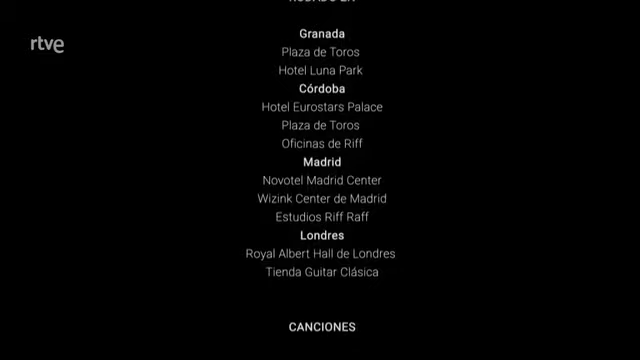 rtve
Granada
Plaza de Toros
Hotel Luna Park
Córdoba
Hotel Eurostars Palace
Plaza de Toros
Oficinas de Riff
Madrid
Novotel Madrid Center
Wizink Center de Madrid
Estudios Riff Raff
Londres
Royal Albert Hall de Londres
Tienda Guitar Clásica
CANCIONES